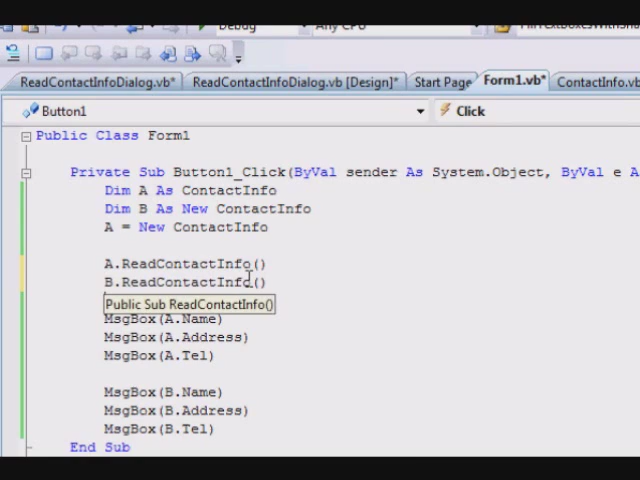 Debug
Any CPU
ReadContactInfoDialog.vb* ReadContactInfoDialog.vb [Design]* Start Page Form1.vb* ContactInfo.vb
Button1 Click
Public Class Form1
Private Sub Button1_Click(ByVal sender As System.Object, ByVal e A
Dim A As ContactInfo
Dim B As New ContactInfo
A = New ContactInfo
A.ReadContactInfo()
B.ReadContactInfo()
Public Sub ReadContactInfo()
MsgBox(A.Name)
MsgBox(A.Address)
MsgBox(A.Tel)
MsgBox(B.Name)
MsgBox(B.Address)
MsgBox(B.Tel)
End Sub